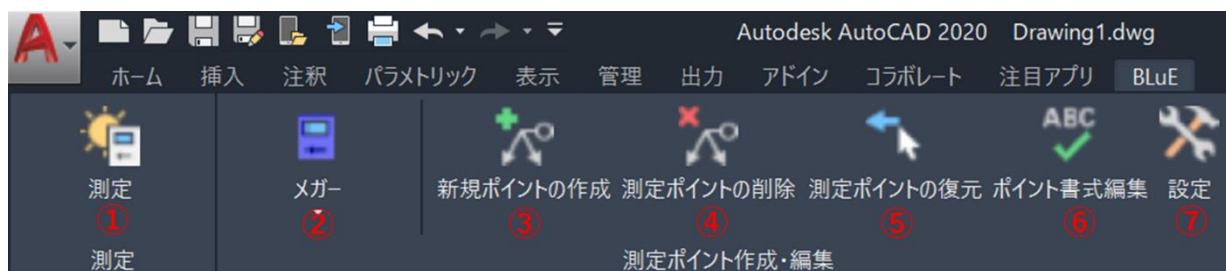 Autodesk AutoCAD 2020 Drawing1.dwg
ホーム 挿入 注釈 パラメトリック 表示 管理 出力 アドイン コラボレート 注目アプリ BLuE
ABC
測定 メガー 新規ポイントの作成 測定ポイントの削除 測定ポイントの復元 ポイント書式編集 設定
① ② ③ ④ ⑤ ⑥ ⑦
測定 測定ポイント作成・編集